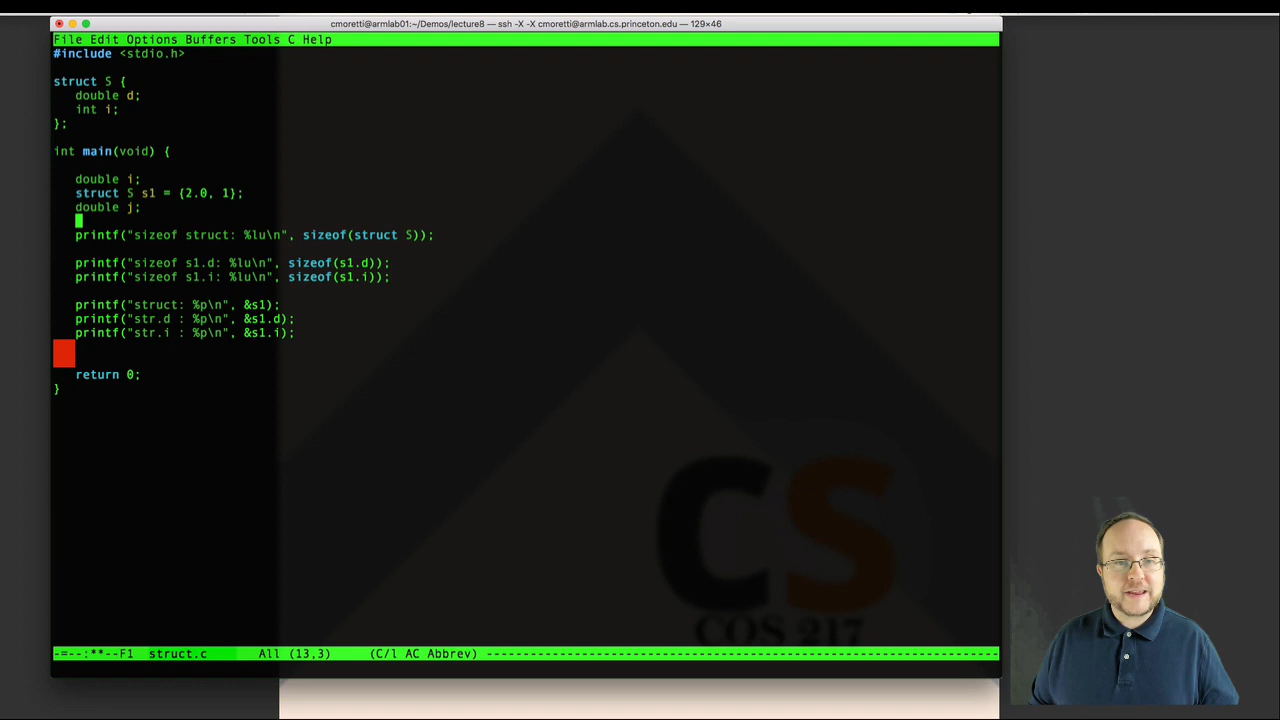 cmoretti@armlab01:~/Demos/lecture8 — ssh -X -X cmoretti@armlab.cs.princeton.edu — 129×46
File Edit Options Buffers Tools C Help
#include <stdio.h>
struct S {
double d;
int i;
};
int main(void) {
double i;
struct S s1 = {2.0, 1};
double j;
printf("sizeof struct: %lu\n", sizeof(struct S));
printf("sizeof s1.d: %lu\n", sizeof(s1.d));
printf("sizeof s1.i: %lu\n", sizeof(s1.i));
printf("struct: %p\n", &s1);
printf("str.d : %p\n", &s1.d);
printf("str.i : %p\n", &s1.i);
return 0;
}
CS
COS 217
-=--:**--F1  struct.c       All (13,3)     (C/l AC Abbrev) -----------------------------------------------------------------------